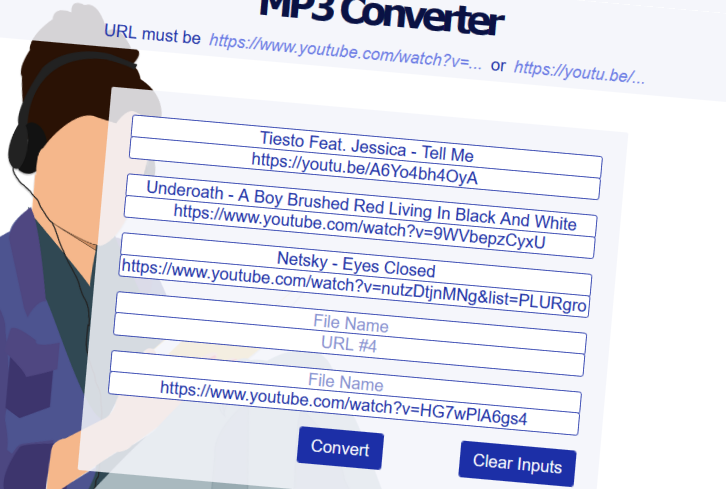 MP3 Converter
URL must be https://www.youtube.com/watch?v=... or https://youtu.be/...
Tiesto Feat. Jessica - Tell Me
https://youtu.be/A6Yo4bh4OyA
Underoath - A Boy Brushed Red Living In Black And White
https://www.youtube.com/watch?v=9WVbepzCyxU
Netsky - Eyes Closed
https://www.youtube.com/watch?v=nutzDtjnMNg&list=PLURgro
File Name
URL #4
File Name
https://www.youtube.com/watch?v=HG7wPlA6gs4
Convert
Clear Inputs